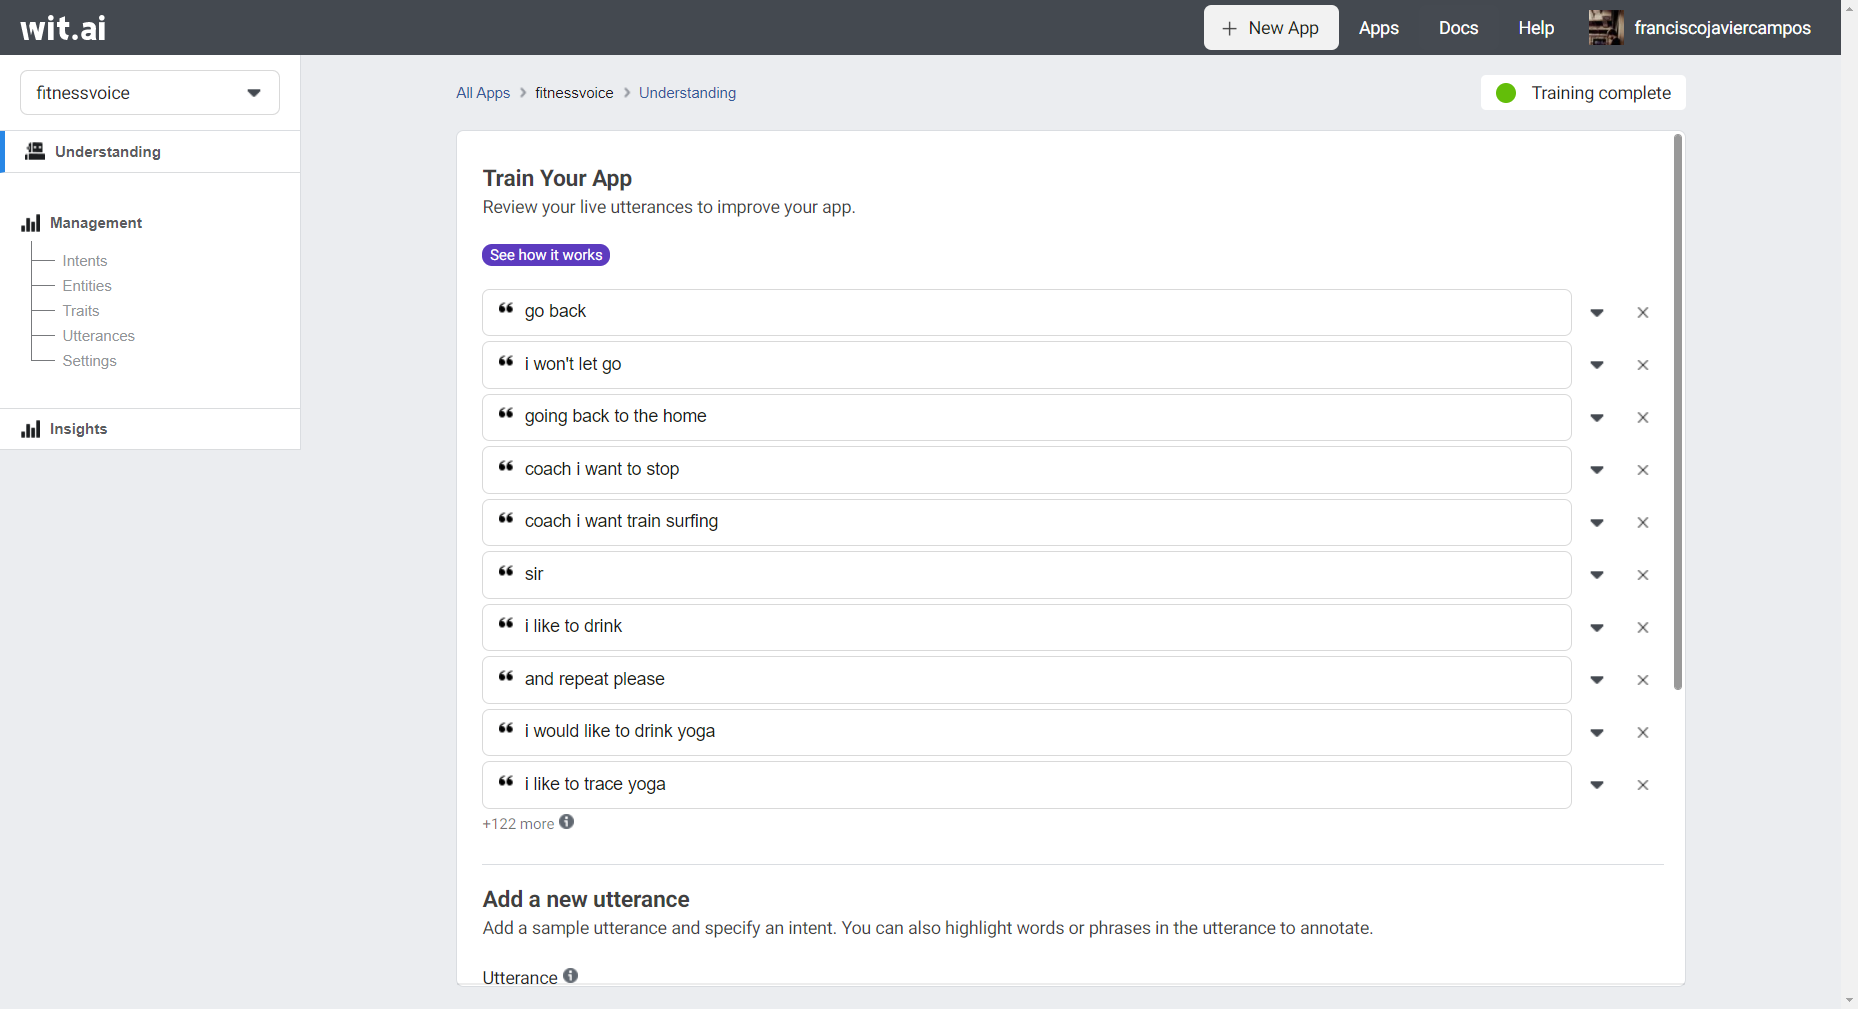 wit.ai
New App
Apps
Docs
Help
franciscojaviercampos
fitnessvoice
All Apps > fitnessvoice > Understanding
Training complete
Understanding
Management
Intents
Entities
Traits
Utterances
Settings
Insights
Train Your App
Review your live utterances to improve your app.
See how it works
❝ go back
❝ i won't let go
❝ going back to the home
❝ coach i want to stop
❝ coach i want train surfing
❝ sir
❝ i like to drink
❝ and repeat please
❝ i would like to drink yoga
❝ i like to trace yoga
+122 more
Add a new utterance
Add a sample utterance and specify an intent. You can also highlight words or phrases in the utterance to annotate.
Utterance